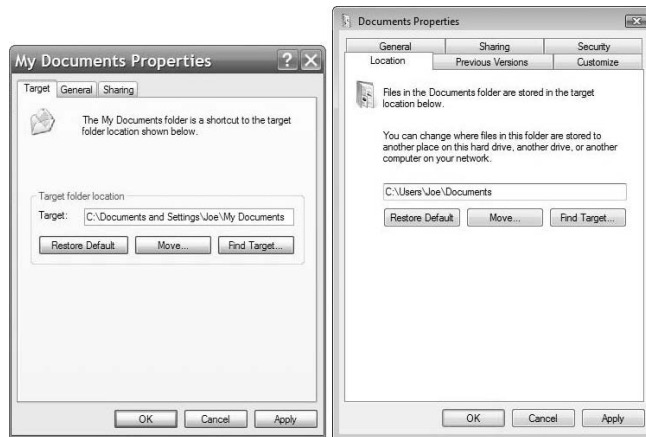 My Documents Properties
Target General Sharing
The My Documents folder is a shortcut to the target
folder location shown below.
Target folder location
Target: C:\Documents and Settings\Joe\My Documents
Restore Default Move... Find Target...
OK Cancel Apply
Documents Properties
General Sharing Security
Location Previous Versions Customize
Files in the Documents folder are stored in the target
location below.
You can change where files in this folder are stored to
another place on this hard drive, another drive, or another
computer on your network.
C:\Users\Joe\Documents
Restore Default Move... Find Target...
OK Cancel Apply